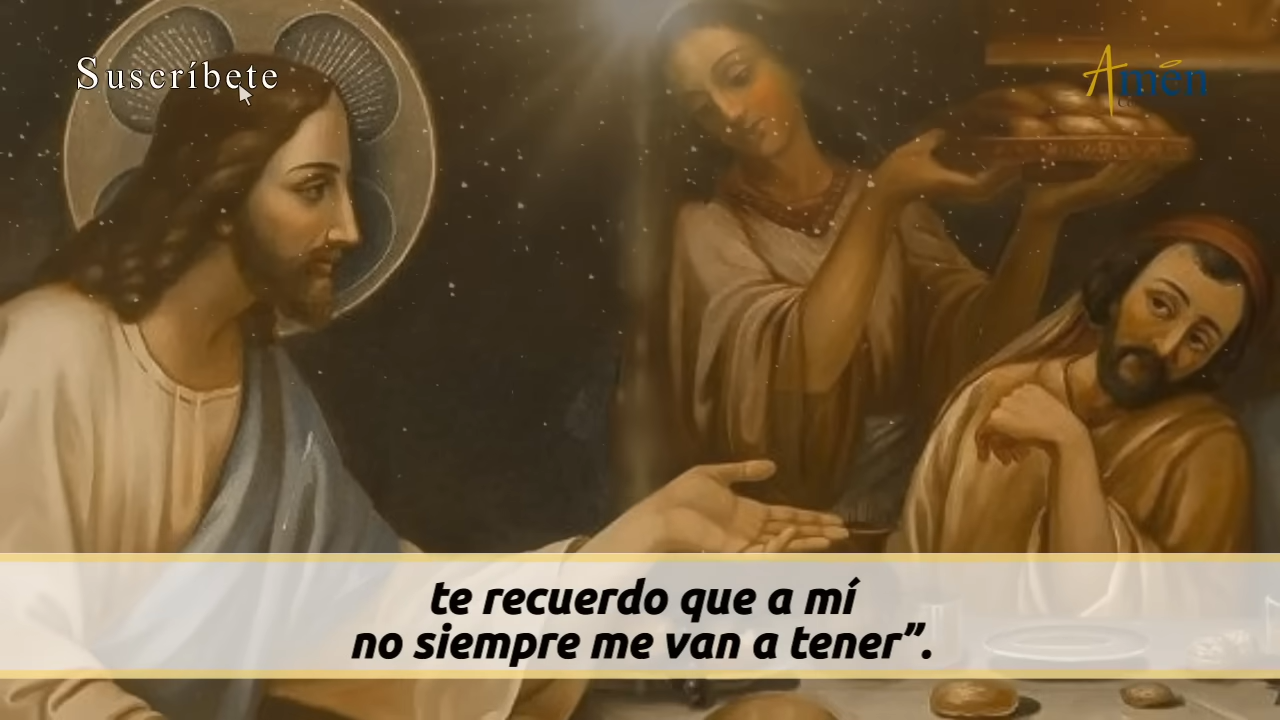 Suscríbete
Amén
te recuerdo que a mí
no siempre me van a tener”.